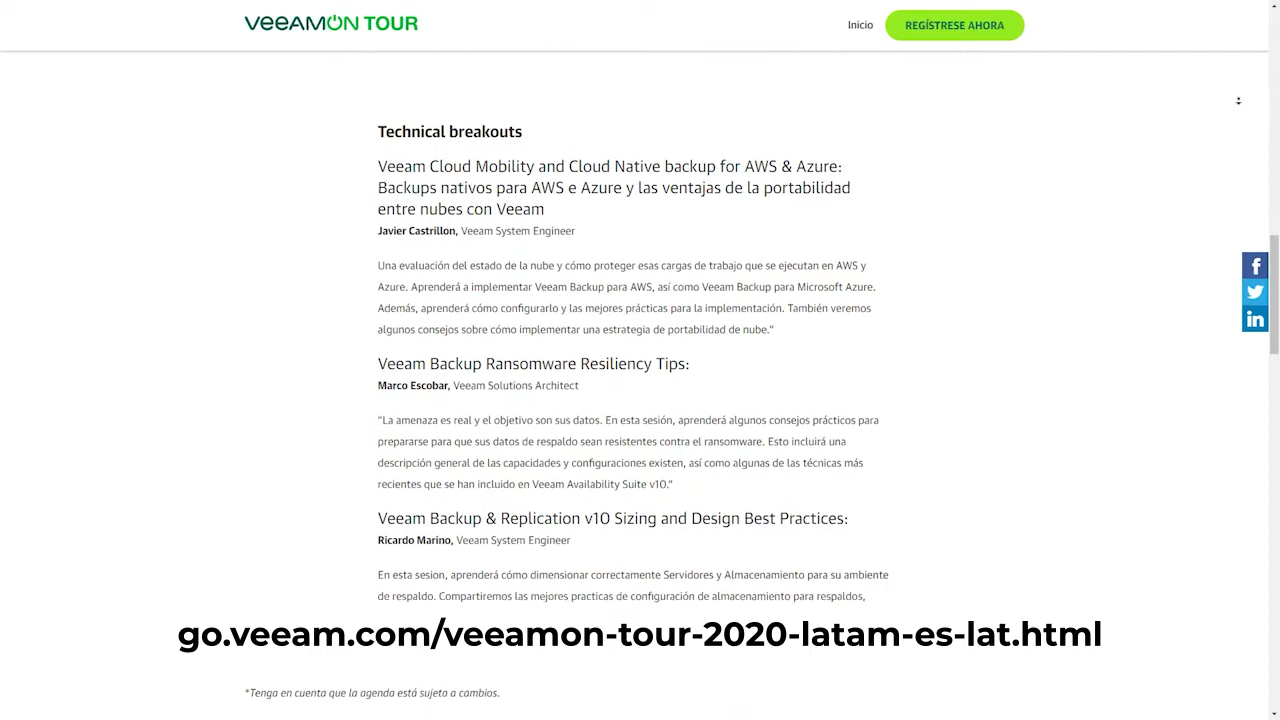 veeAMON TOUR
Inicio
REGÍSTRESE AHORA
Technical breakouts
Veeam Cloud Mobility and Cloud Native backup for AWS & Azure:
Backups nativos para AWS e Azure y las ventajas de la portabilidad
entre nubes con Veeam
Javier Castrillon, Veeam System Engineer
Una evaluación del estado de la nube y cómo proteger esas cargas de trabajo que se ejecutan en AWS y
Azure. Aprenderá a implementar Veeam Backup para AWS, así como Veeam Backup para Microsoft Azure.
Además, aprenderá cómo configurarlo y las mejores prácticas para la implementación. También veremos
algunos consejos sobre cómo implementar una estrategia de portabilidad de nube.”
Veeam Backup Ransomware Resiliency Tips:
Marco Escobar, Veeam Solutions Architect
“La amenaza es real y el objetivo son sus datos. En esta sesión, aprenderá algunos consejos prácticos para
prepararse para que sus datos de respaldo sean resistentes contra el ransomware. Esto incluirá una
descripción general de las capacidades y configuraciones existen, así como algunas de las técnicas más
recientes que se han incluido en Veeam Availability Suite v10.”
Veeam Backup & Replication v10 Sizing and Design Best Practices:
Ricardo Marino, Veeam System Engineer
En esta sesion, aprenderá cómo dimensionar correctamente Servidores y Almacenamiento para su ambiente
de respaldo. Compartiremos las mejores practicas de configuración de almacenamiento para respaldos,
go.veeam.com/veeamon-tour-2020-latam-es-lat.html
*Tenga en cuenta que la agenda está sujeta a cambios.